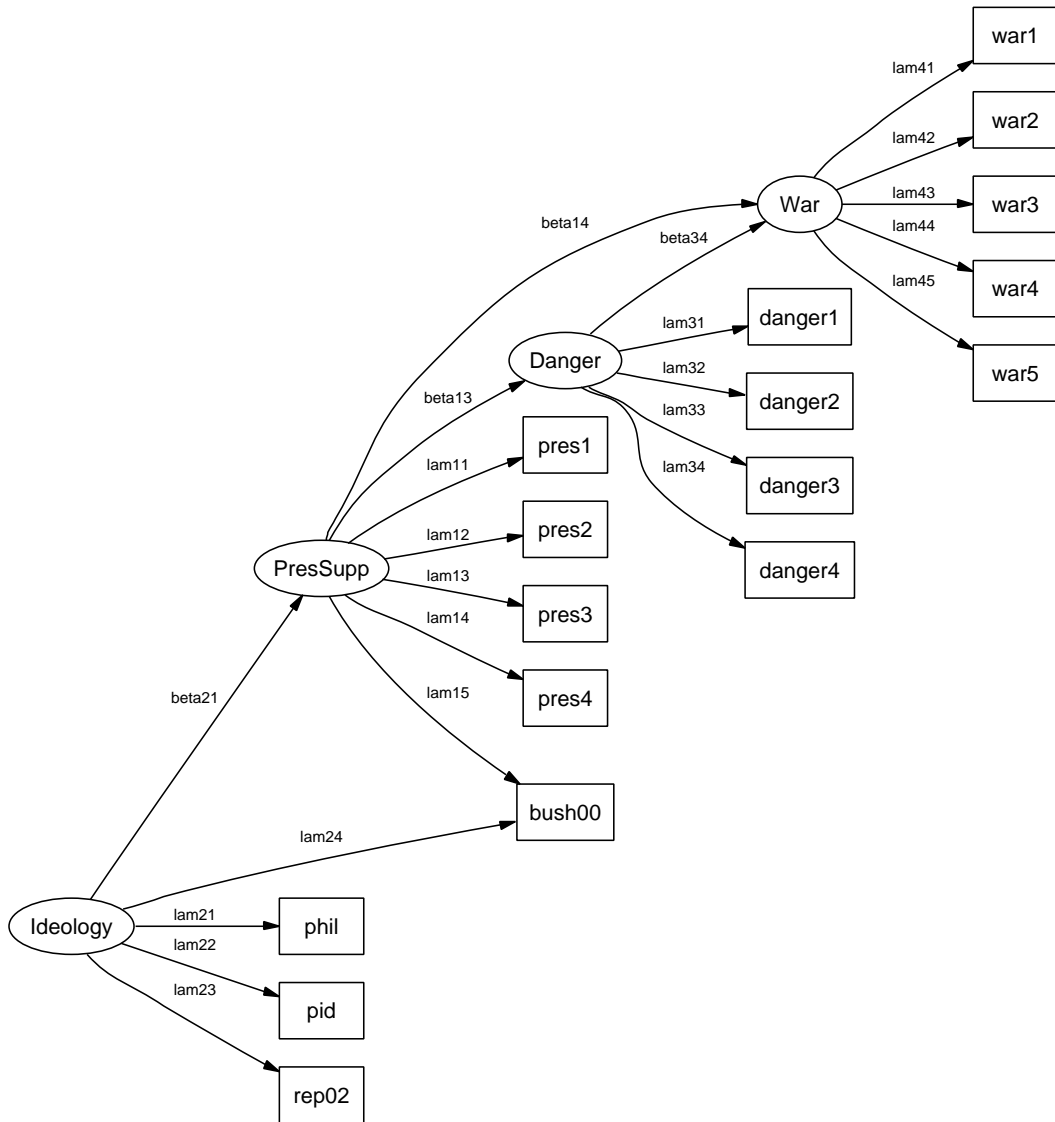 war1
lam41
war2
lam42
War
lam43
war3
beta14
beta34
lam44
war4
lam45
lam31
danger1
Danger
lam32
war5
beta13
danger2
lam33
pres1
lam11
lam34
danger3
pres2
lam12
PresSupp
lam13
danger4
pres3
lam14
beta21
lam15
pres4
bush00
lam24
Ideology
lam21
phil
lam22
lam23
pid
rep02